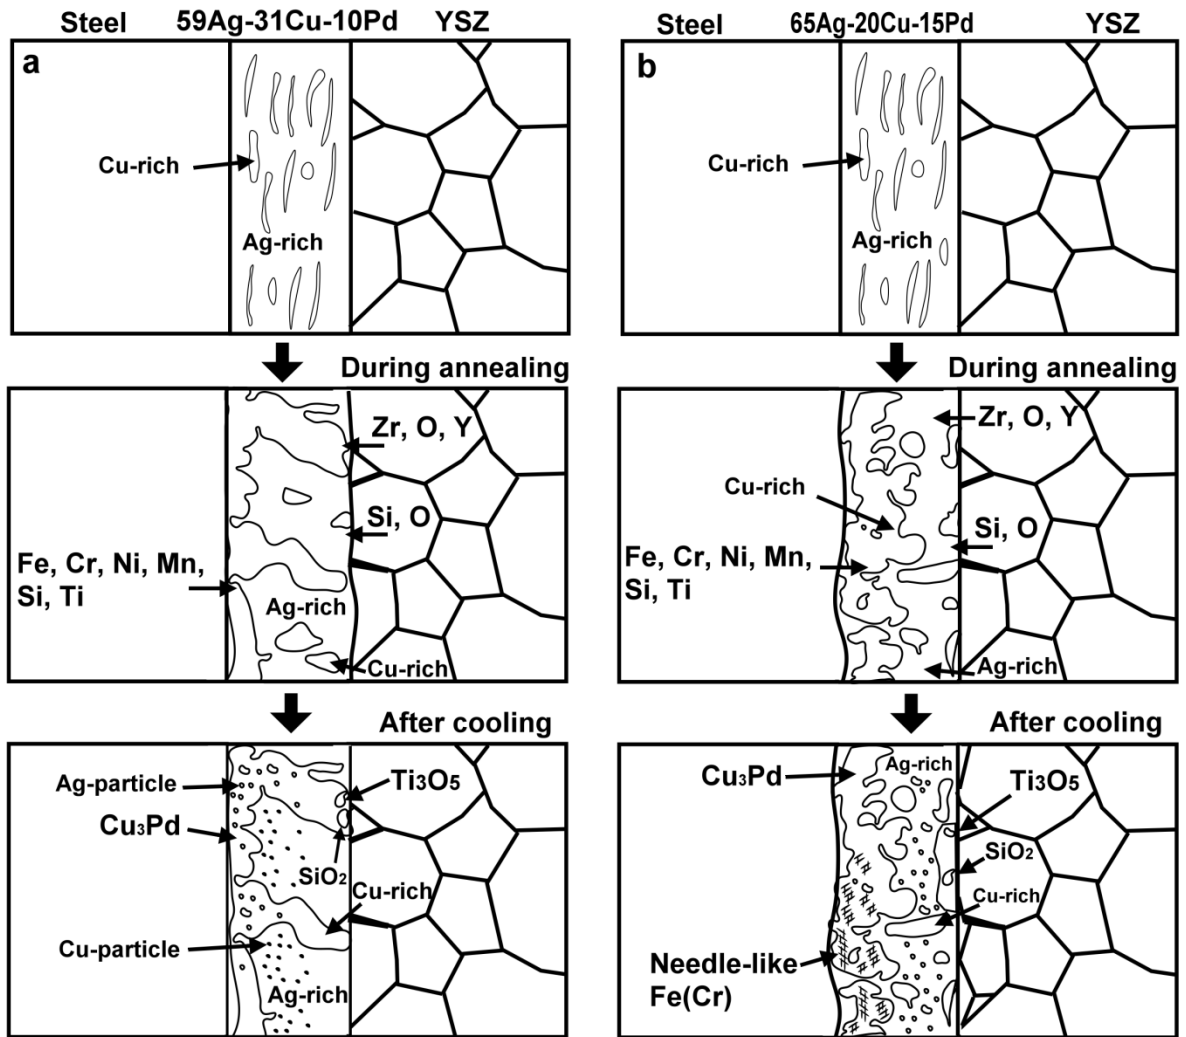 Steel 59Ag-31Cu-10Pd YSZ
a
Cu-rich
Ag-rich
During annealing
Zr, O, Y
Si, O
Fe, Cr, Ni, Mn,
Si, Ti
Ag-rich
Cu-rich
After cooling
Ag-particle
Ti₃O₅
Cu₃Pd
SiO₂
Cu-rich
Cu-particle
Ag-rich
Steel 65Ag-20Cu-15Pd YSZ
b
Cu-rich
Ag-rich
During annealing
Zr, O, Y
Cu-rich
Si, O
Fe, Cr, Ni, Mn,
Si, Ti
Ag-rich
After cooling
Cu₃Pd
Ag-rich
Ti₃O₅
SiO₂
Cu-rich
Needle-like
Fe(Cr)